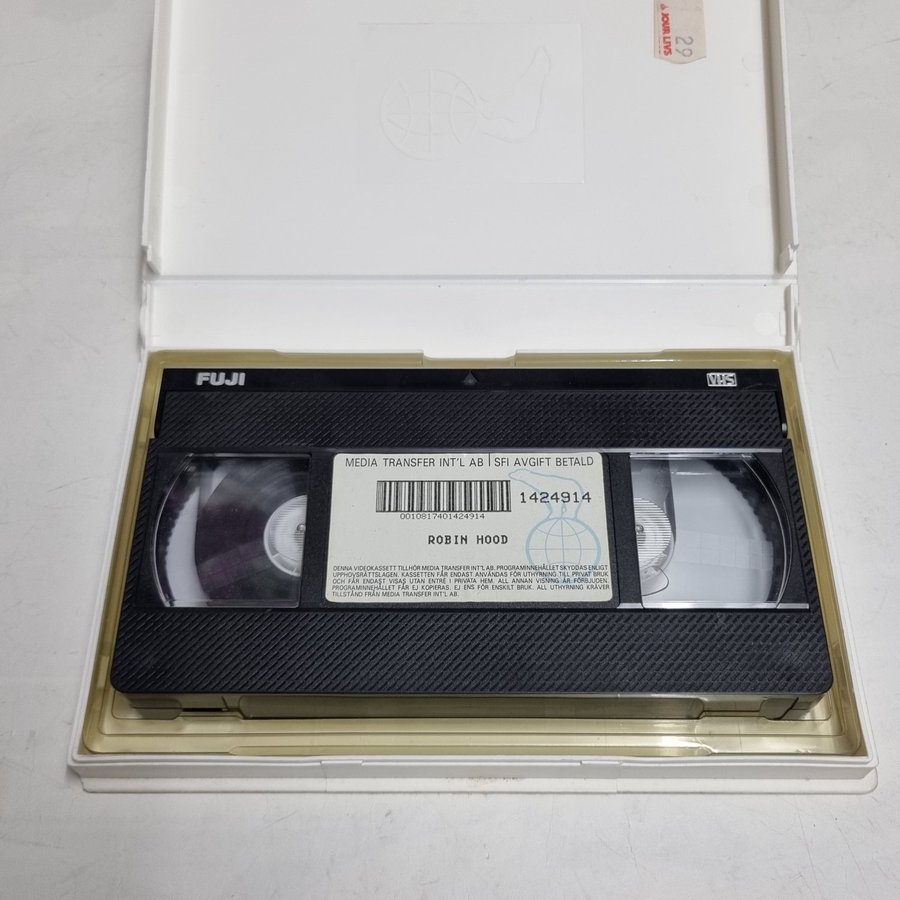 À JOUR LIVS
29
FUJI
VHS
MEDIA TRANSFER INT'L AB | SFI AVGIFT BETALD
1424914
0010817401424914
ROBIN HOOD
DENNA VIDEOKASSETT TILLHÖR MEDIA TRANSFER INT'L AB. PROGRAMINNEHÅLLET SKYDDAS ENLIGT
UPPHOVSRÄTTSLAGEN. KASSETTEN FÅR ENDAST ANVÄNDAS FÖR UTHYRNING TILL PRIVAT BRUK
OCH FÅR ENDAST VISAS UTAN ENTRÉ I PRIVATA HEM. ALL ANNAN VISNING ÄR FÖRBJUDEN.
PROGRAMINNEHÅLLET FÅR EJ KOPIERAS. EJ ENS FÖR ENSKILT BRUK. ALL UTHYRNING KRÄVER
TILLSTÅND FRÅN MEDIA TRANSFER INT'L AB.